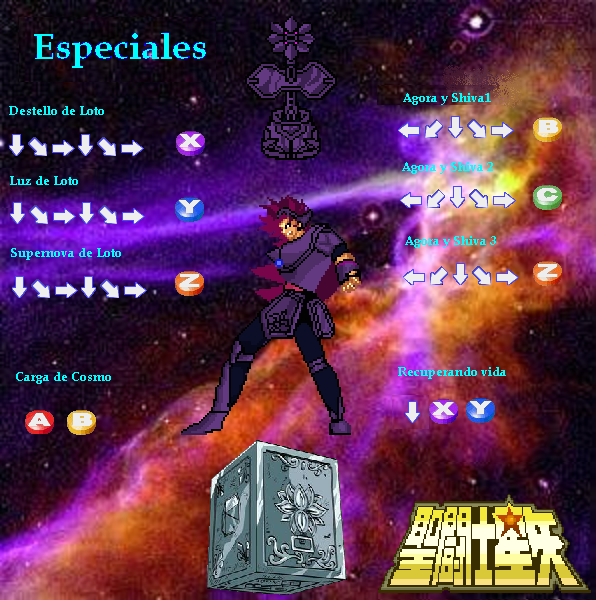 Especiales
Destello de Loto
X
Luz de Loto
Y
Supernova de Loto
Z
Carga de Cosmo
A B
Agora y Shiva1
B
Agora y Shiva 2
C
Agora y Shiva 3
Z
Recuperando vida
X Y
聖闘士星矢